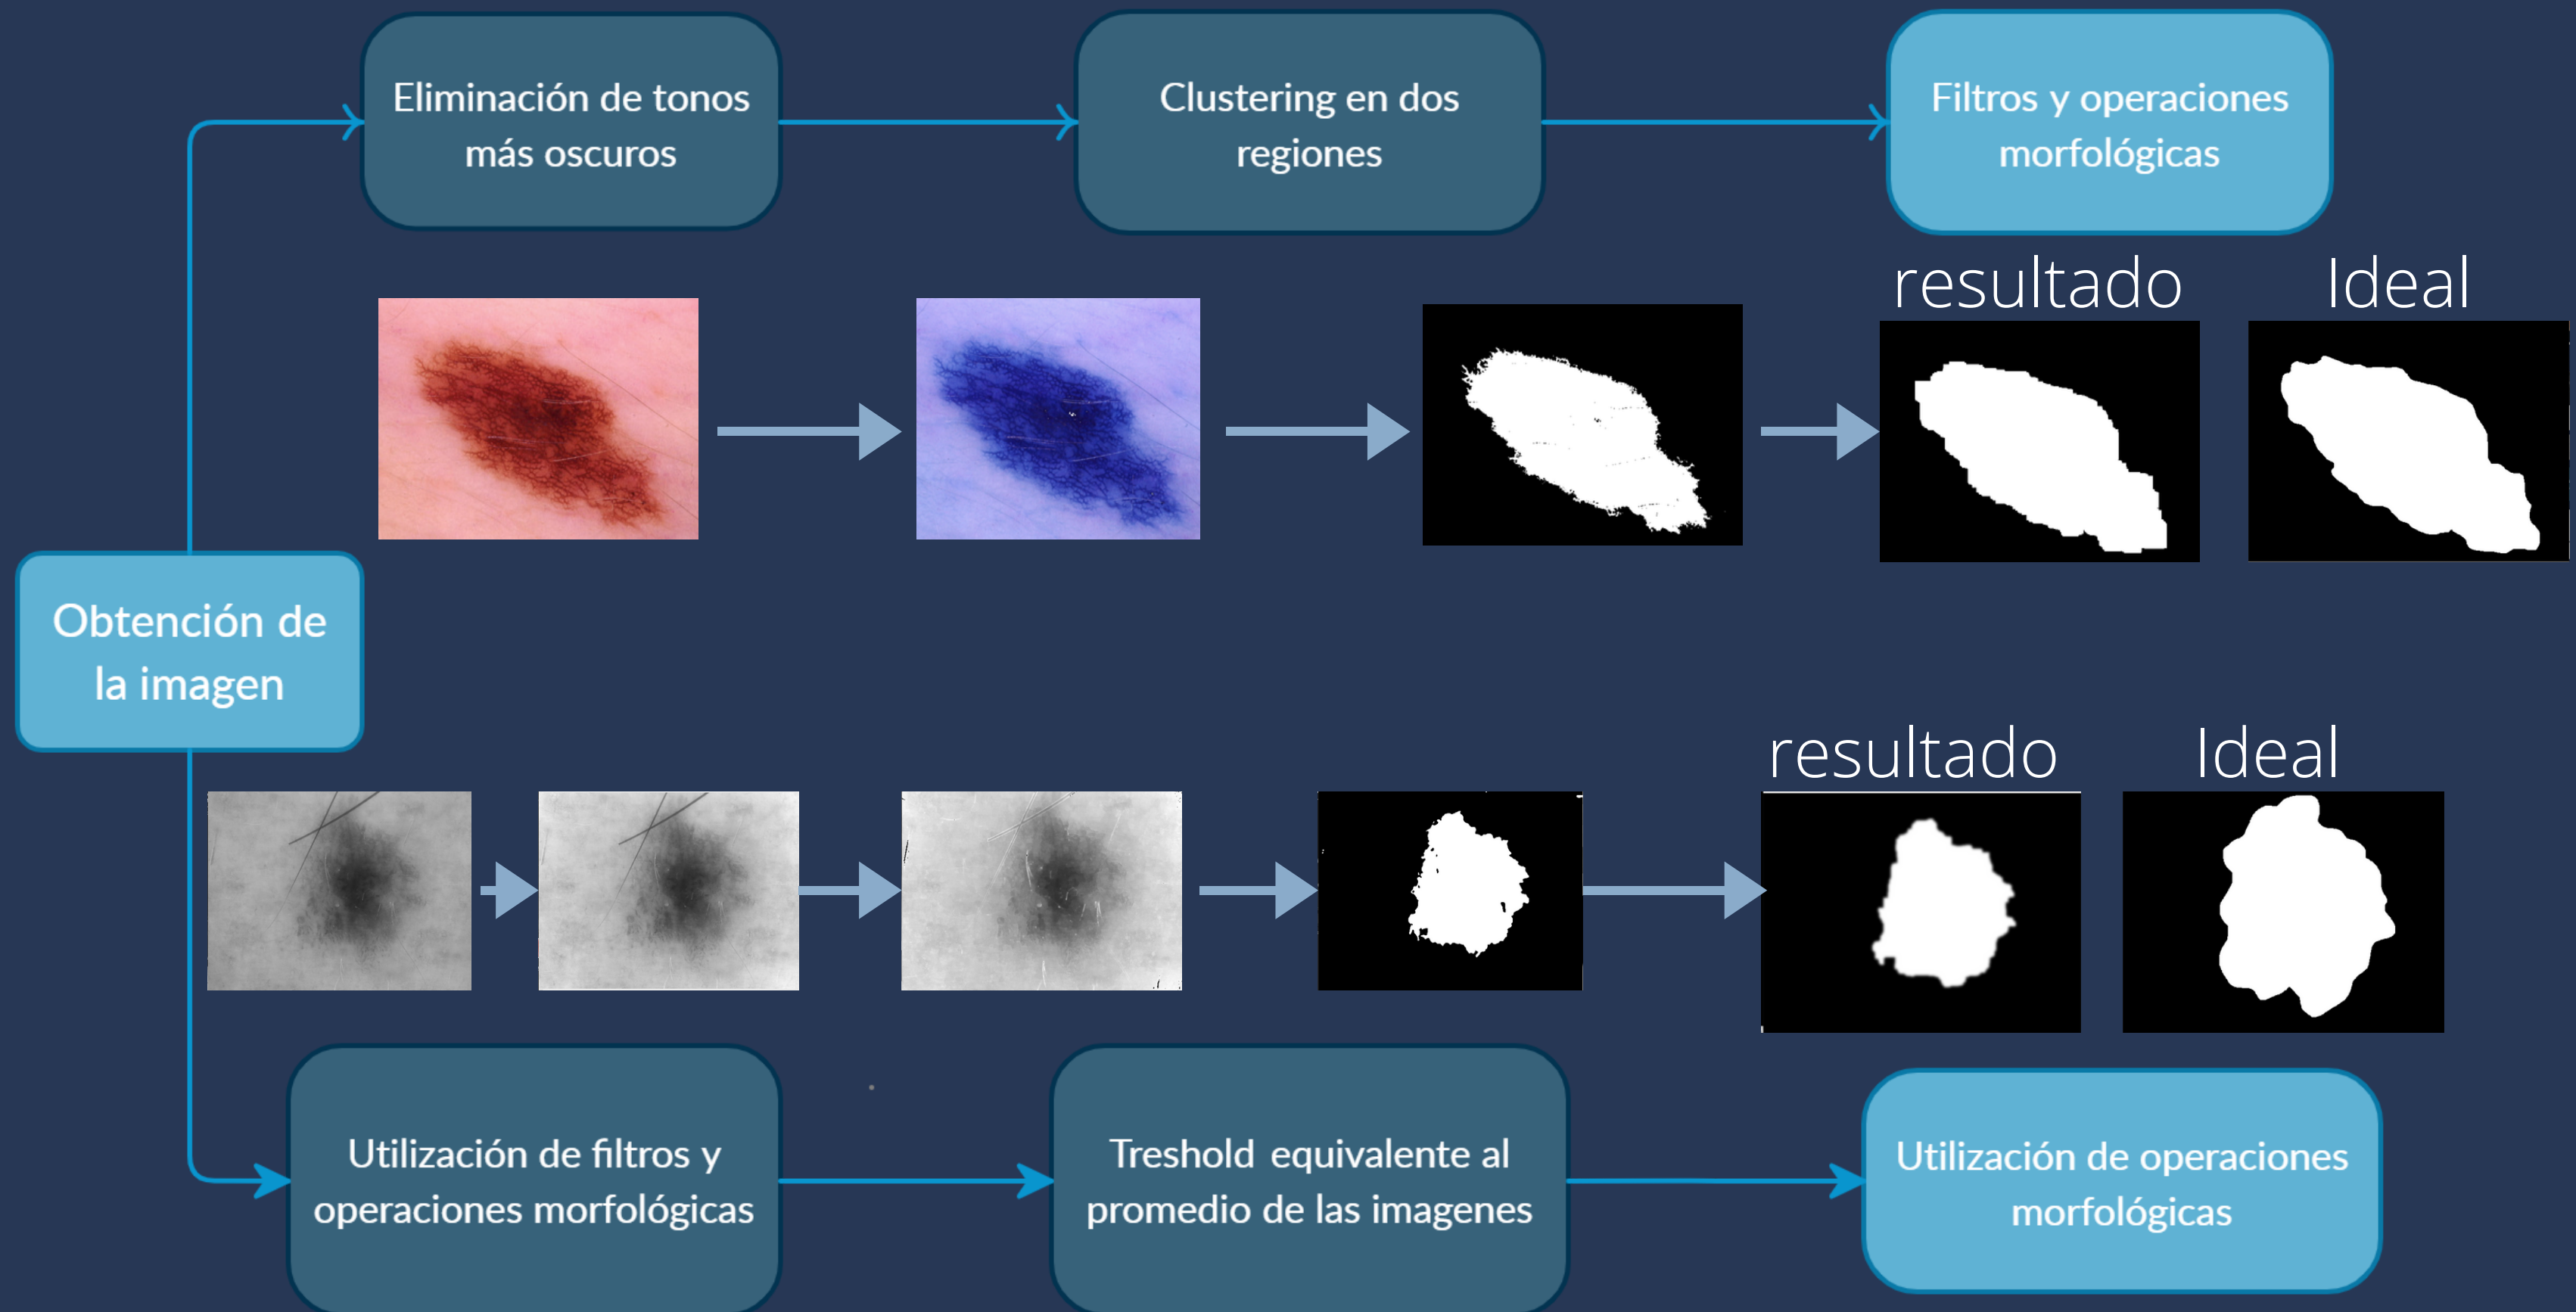 Eliminación de tonos
más oscuros
Clustering en dos
regiones
Filtros y operaciones
morfológicas
resultado
Ideal
Obtención de
la imagen
resultado
Ideal
Utilización de filtros y
operaciones morfológicas
Treshold equivalente al
promedio de las imagenes
Utilización de operaciones
morfológicas